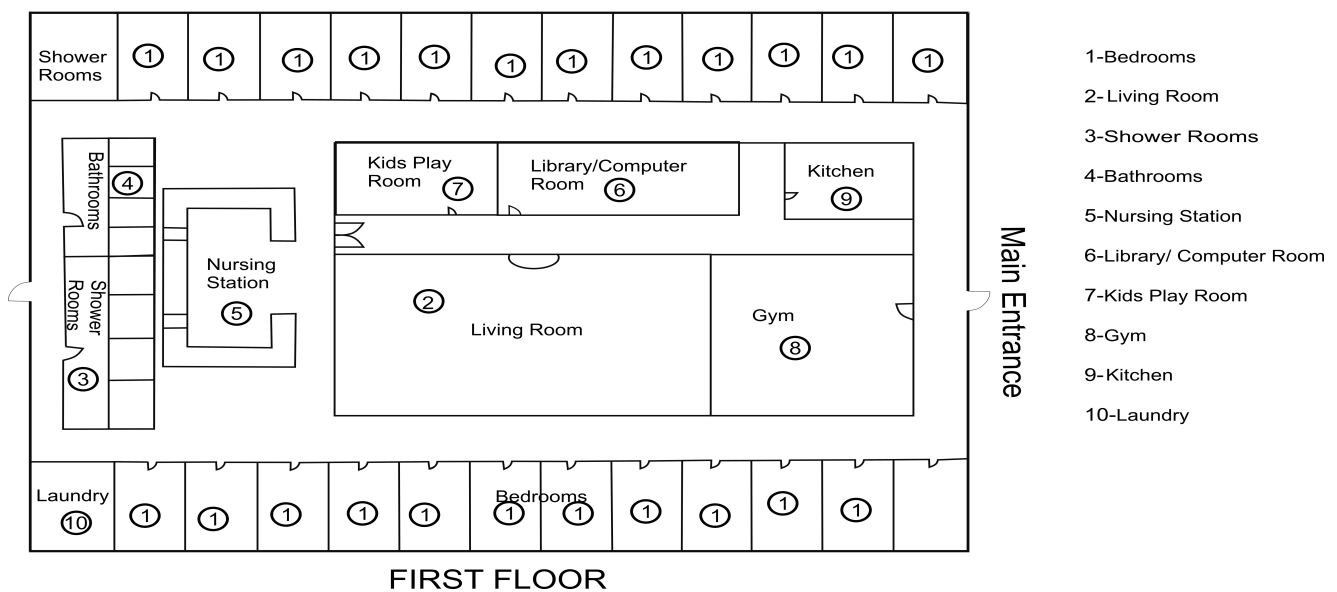 Shower
Rooms
1 1 1 1 1 1 1 1 1 1 1 1
Bathrooms
4
Kids Play
Room 7
Library/Computer
Room 6
Kitchen
9
Nursing
Station
5
Shower
Rooms
3
2
Living Room
Gym
8
Main Entrance
Laundry
10
Bedrooms
1 1 1 1 1 1 1 1 1 1 1
FIRST FLOOR
1-Bedrooms
2-Living Room
3-Shower Rooms
4-Bathrooms
5-Nursing Station
6-Library/ Computer Room
7-Kids Play Room
8-Gym
9-Kitchen
10-Laundry